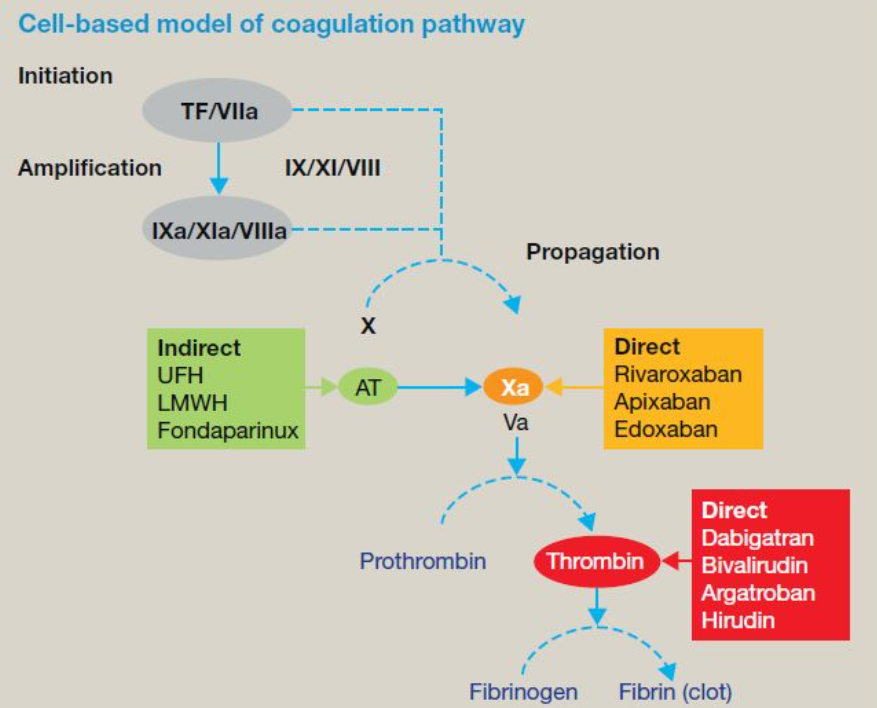 Cell-based model of coagulation pathway
Initiation
TF/VIIa
Amplification
IX/XI/VIII
IXa/XIa/VIIIa
Propagation
X
Indirect
UFH
LMWH
Fondaparinux
AT
Xa
Va
Direct
Rivaroxaban
Apixaban
Edoxaban
Prothrombin
Thrombin
Direct
Dabigatran
Bivalirudin
Argatroban
Hirudin
Fibrinogen
Fibrin (clot)